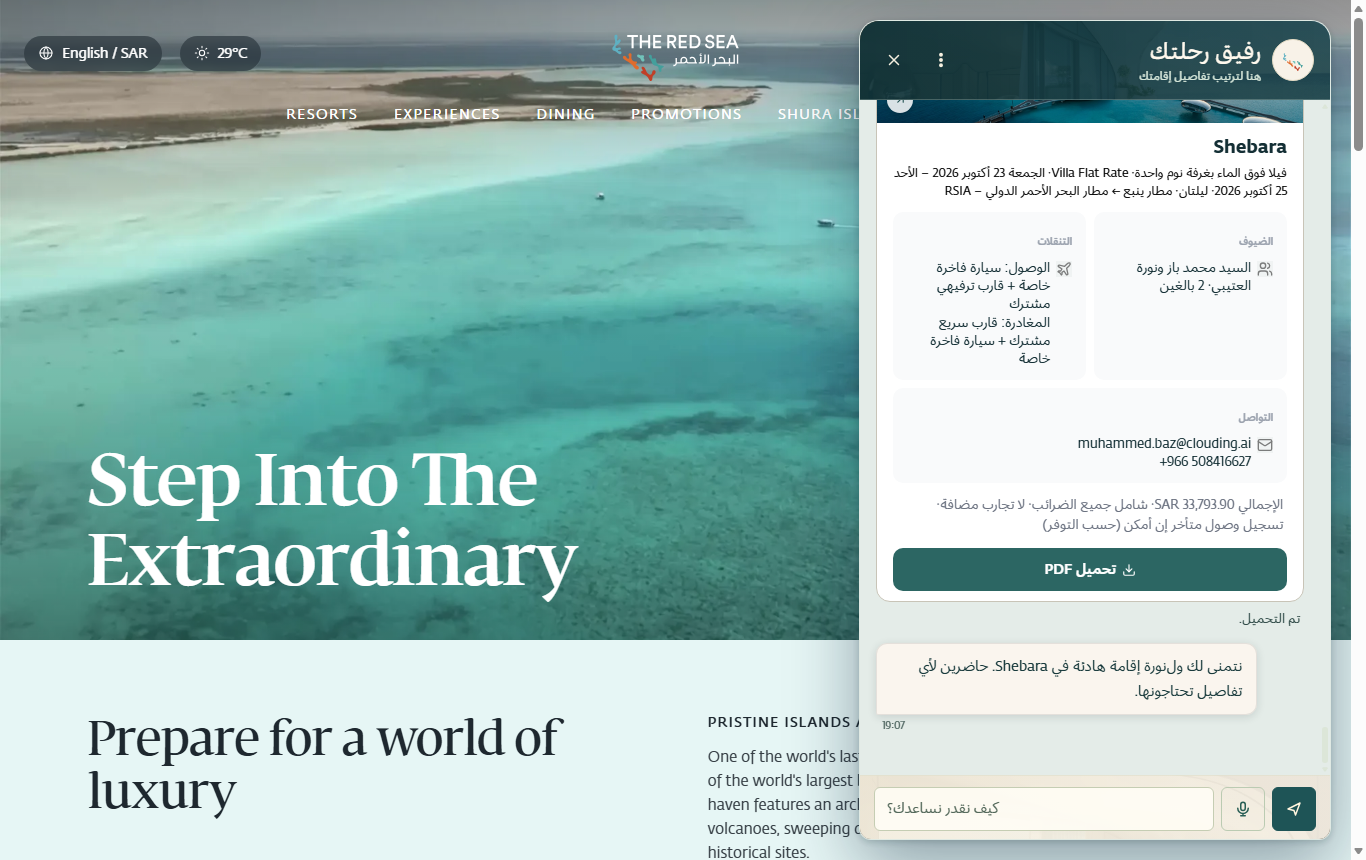 English / SAR
29°C
THE RED SEA
البحر الأحمر
RESORTS
EXPERIENCES
DINING
PROMOTIONS
SHURA ISL
Step Into The
Extraordinary
Prepare for a world of
luxury
PRISTINE ISLANDS A
One of the world's las
of the world's largest
haven features an arc
volcanoes, sweeping
historical sites.
رفيق رحلتك
هنا لترتيب تفاصيل إقامتك
Shebara
فيلا فوق الماء بغرفة نوم واحدة· Villa Flat Rate· الجمعة 23 أكتوبر 2026 – الأحد
25 أكتوبر 2026· ليلتان· مطار ينبع ← مطار البحر الأحمر الدولي – RSIA
الضيوف
السيد محمد باز ونورة
العتيبي· 2 بالغين
التنقلات
الوصول: سيارة فاخرة
خاصة + قارب ترفيهي
مشترك
المغادرة: قارب سريع
مشترك + سيارة فاخرة
خاصة
التواصل
muhammed.baz@clouding.ai
+966 508416627
الإجمالي 33,793.90 SAR· شامل جميع الضرائب· لا تجارب مضافة·
تسجيل وصول متأخر إن أمكن (حسب التوفر)
تحميل PDF
تم التحميل.
نتمنى لك ولنورة إقامة هادئة في Shebara. حاضرين لأي
تفاصيل تحتاجونها.
19:07
كيف نقدر نساعدك؟